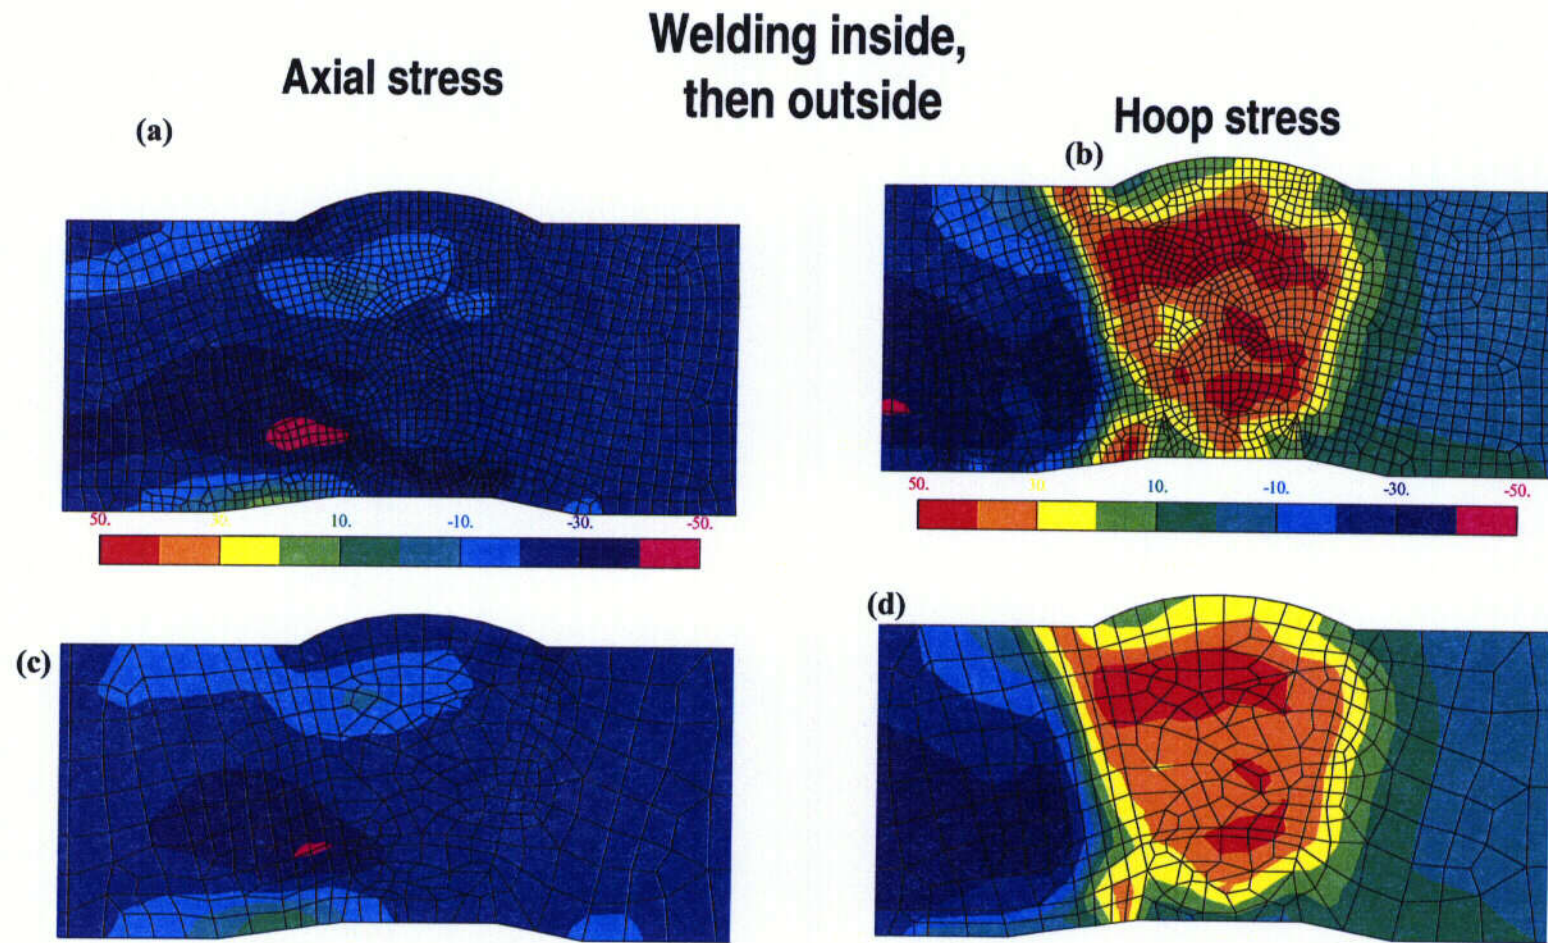 Welding inside,
then outside
Axial stress
Hoop stress
(a)
(b)
50. 30. 10. -10. -30. -50.
50. 30. 10. -10. -30. -50.
(c)
(d)